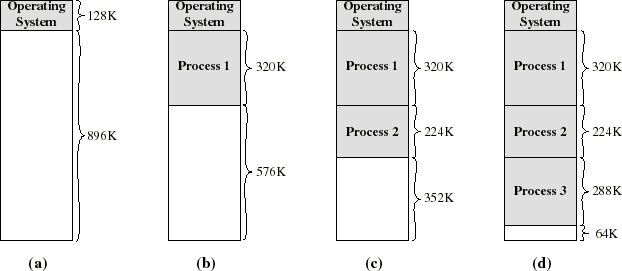 Operating
System
128K
896K
(a)
Operating
System
Process 1
320K
576K
(b)
Operating
System
Process 1
320K
Process 2
224K
352K
(c)
Operating
System
Process 1
320K
Process 2
224K
Process 3
288K
64K
(d)